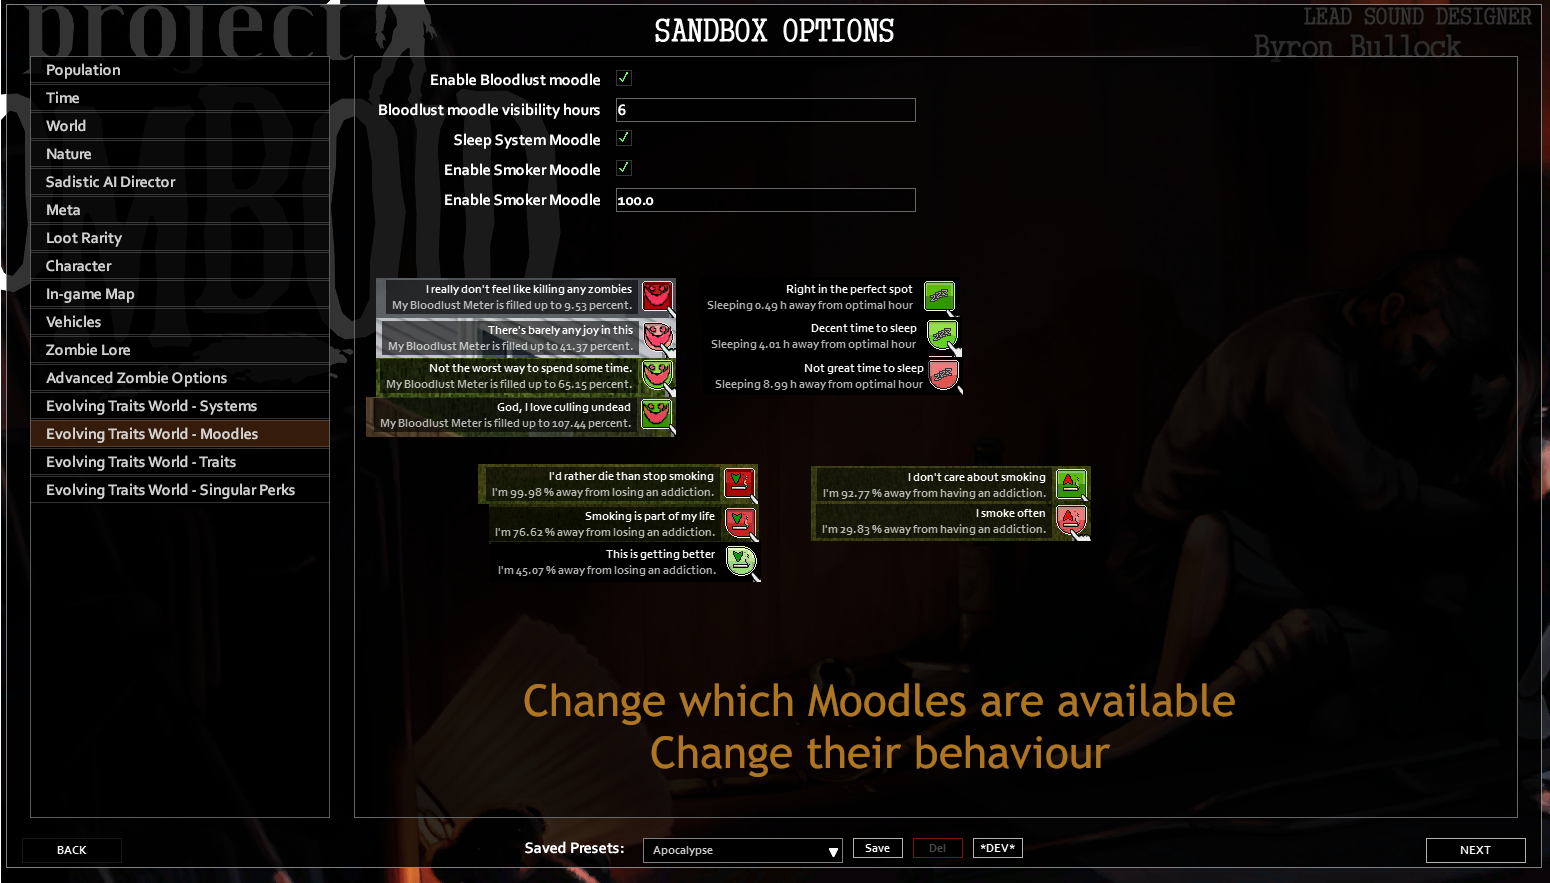 project
ZOMBOID
SANDBOX OPTIONS
LEAD SOUND DESIGNER
Byron Bullock
Population
Time
World
Nature
Sadistic AI Director
Meta
Loot Rarity
Character
In-game Map
Vehicles
Zombie Lore
Advanced Zombie Options
Evolving Traits World - Systems
Evolving Traits World - Moodles
Evolving Traits World - Traits
Evolving Traits World - Singular Perks
Enable Bloodlust moodle
Bloodlust moodle visibility hours 6
Sleep System Moodle
Enable Smoker Moodle
Enable Smoker Moodle 100.0
I really don't feel like killing any zombies
My Bloodlust Meter is filled up to 9.53 percent.
There's barely any joy in this
My Bloodlust Meter is filled up to 41.37 percent.
Not the worst way to spend some time.
My Bloodlust Meter is filled up to 65.15 percent.
God, I love culling undead
My Bloodlust Meter is filled up to 107.44 percent.
Right in the perfect spot
Sleeping 0.49 h away from optimal hour
Decent time to sleep
Sleeping 4.01 h away from optimal hour
Not great time to sleep
Sleeping 8.99 h away from optimal hour
I'd rather die than stop smoking
I'm 99.98 % away from losing an addiction.
Smoking is part of my life
I'm 76.62 % away from losing an addiction.
This is getting better
I'm 45.07 % away from losing an addiction.
I don't care about smoking
I'm 92.77 % away from having an addiction.
I smoke often
I'm 29.83 % away from having an addiction.
Change which Moodles are available
Change their behaviour
BACK
Saved Presets: Apocalypse Save Del *DEV*
NEXT